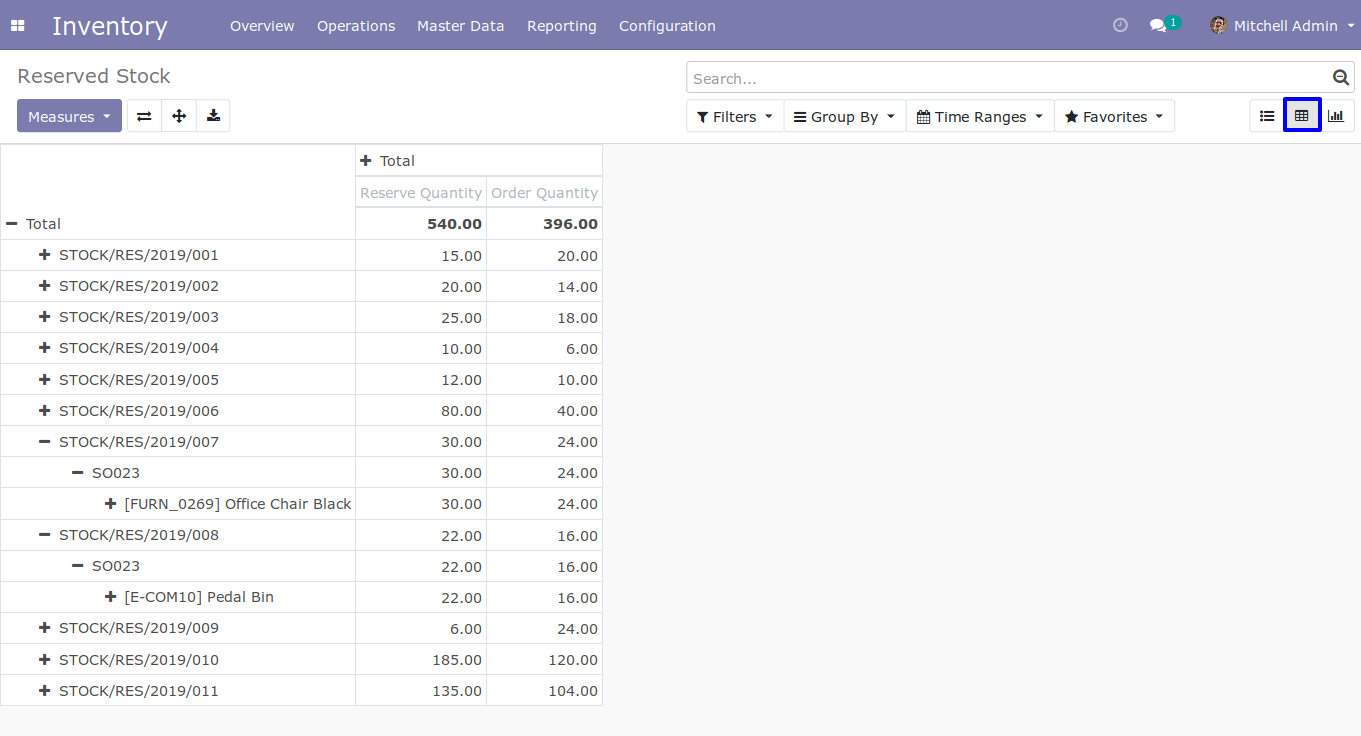 Inventory Overview Operations Master Data Reporting Configuration 1 Mitchell Admin
Reserved Stock
Search...
Measures Filters Group By Time Ranges Favorites
Total
Reserve Quantity Order Quantity
Total 540.00 396.00
STOCK/RES/2019/001 15.00 20.00
STOCK/RES/2019/002 20.00 14.00
STOCK/RES/2019/003 25.00 18.00
STOCK/RES/2019/004 10.00 6.00
STOCK/RES/2019/005 12.00 10.00
STOCK/RES/2019/006 80.00 40.00
STOCK/RES/2019/007 30.00 24.00
SO023 30.00 24.00
[FURN_0269] Office Chair Black 30.00 24.00
STOCK/RES/2019/008 22.00 16.00
SO023 22.00 16.00
[E-COM10] Pedal Bin 22.00 16.00
STOCK/RES/2019/009 6.00 24.00
STOCK/RES/2019/010 185.00 120.00
STOCK/RES/2019/011 135.00 104.00